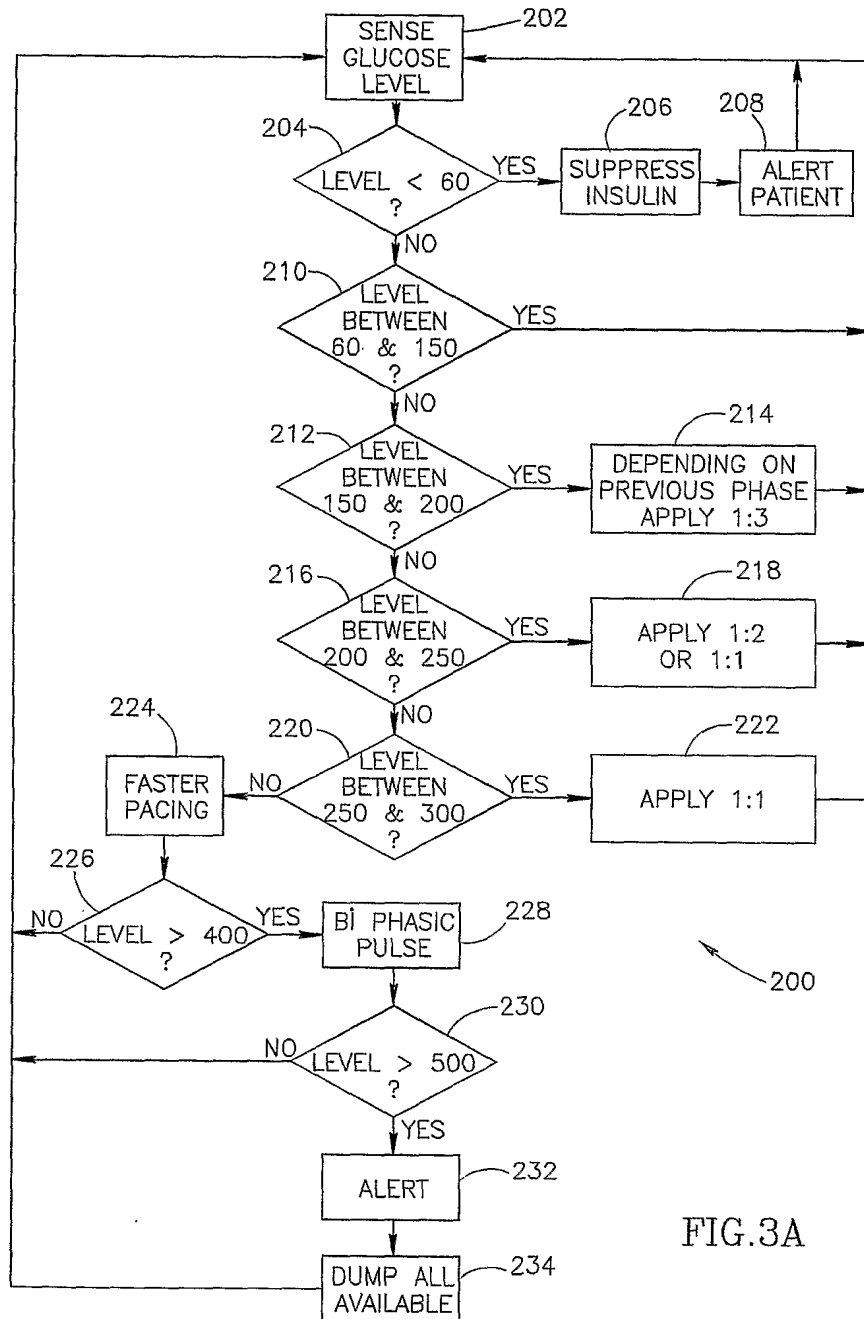 SENSE
GLUCOSE
LEVEL
202
204
LEVEL < 60
?
YES
206
SUPPRESS
INSULIN
208
ALERT
PATIENT
NO
210
LEVEL
BETWEEN
60 & 150
?
YES
NO
212
LEVEL
BETWEEN
150 & 200
?
YES
214
DEPENDING ON
PREVIOUS PHASE
APPLY 1:3
NO
216
LEVEL
BETWEEN
200 & 250
?
YES
218
APPLY 1:2
OR 1:1
NO
220
LEVEL
BETWEEN
250 & 300
?
YES
222
APPLY 1:1
NO
224
FASTER
PACING
226
LEVEL > 400
?
NO
YES
BI PHASIC
PULSE
228
200
230
LEVEL > 500
?
NO
YES
ALERT
232
DUMP ALL
AVAILABLE
234
FIG.3A